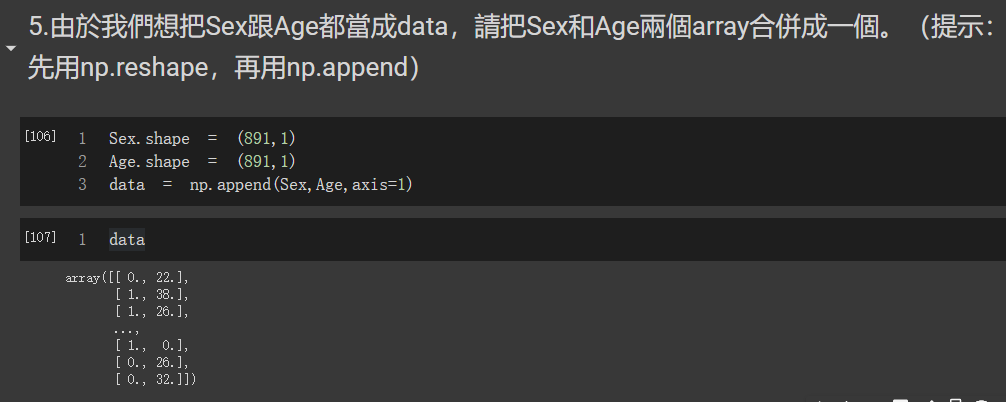 5.由於我們想把Sex跟Age都當成data，請把Sex和Age兩個array合併成一個。（提示：
先用np.reshape，再用np.append）
[106] 1 Sex.shape = (891,1)
2 Age.shape = (891,1)
3 data = np.append(Sex,Age,axis=1)
[107] 1 data
array([[ 0., 22.],
[ 1., 38.],
[ 1., 26.],
...,
[ 1., 0.],
[ 0., 26.],
[ 0., 32.]])